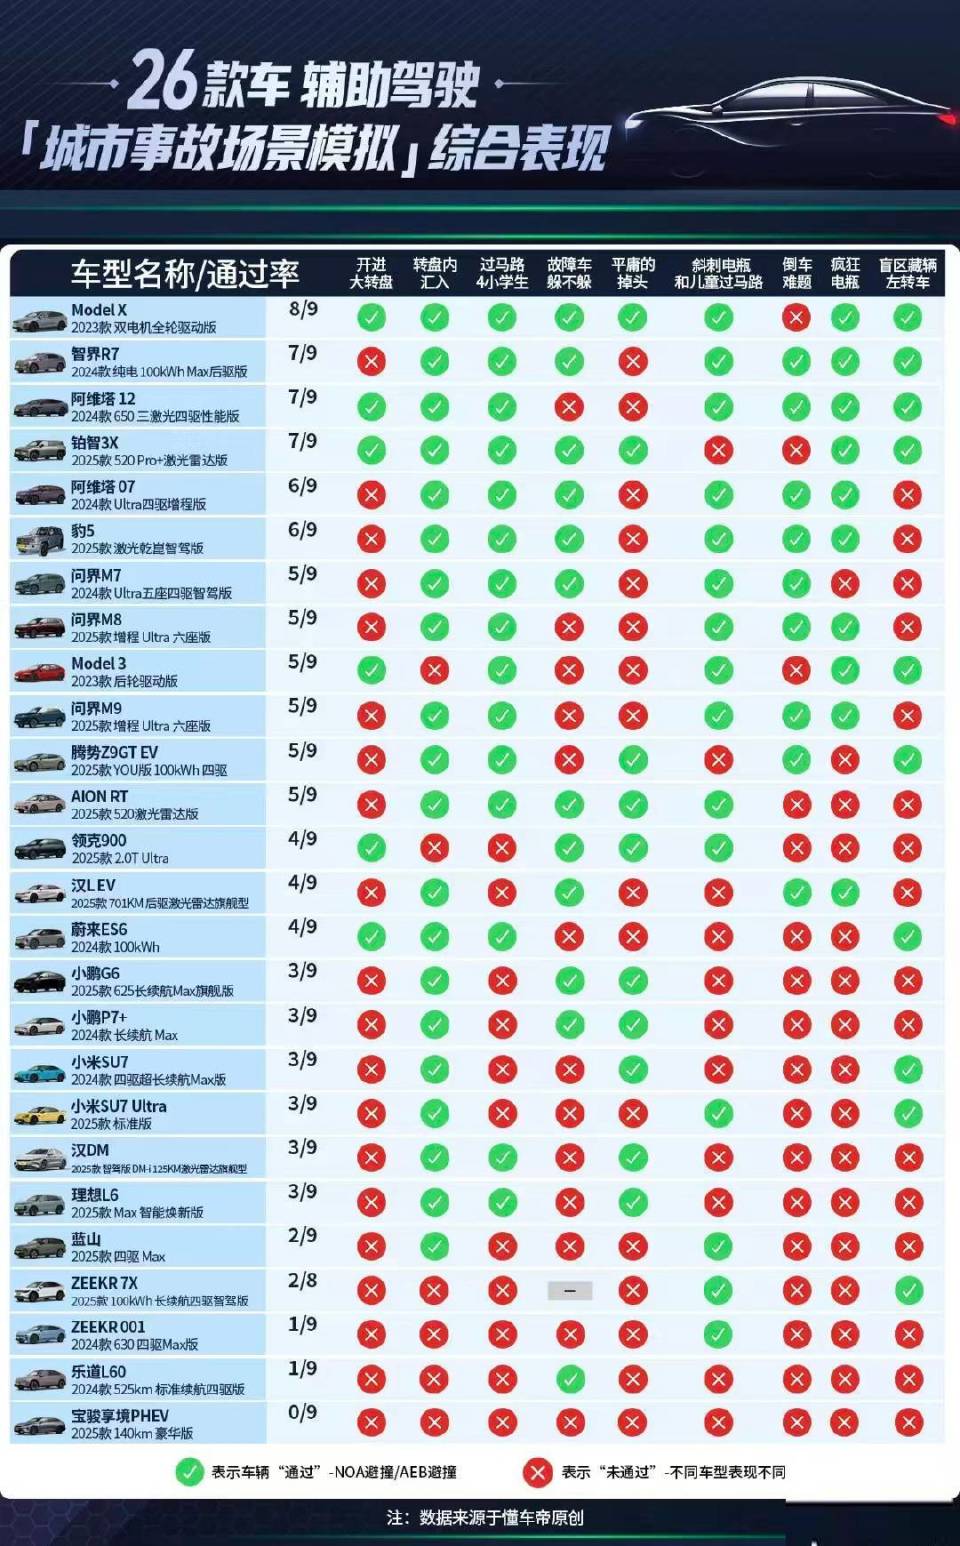 26款车 辅助驾驶
「城市事故场景模拟」综合表现
车型名称/通过率 开进大转盘 转盘内汇入 过马路4小学生 故障车躲不躲 平庸的掉头 斜刺电瓶和儿童过马路 倒车难题 疯狂电瓶 盲区藏辆左转车
Model X 8/9
2023款 双电机全轮驱动版
智界R7 7/9
2024款 纯电 100kWh Max后驱版
阿维塔 12 7/9
2024款 650 三激光四驱性能版
铂智3X 7/9
2025款 520 Pro+激光雷达版
阿维塔 07 6/9
2024款 Ultra四驱增程版
豹5 6/9
2025款 激光乾崑智驾版
问界M7 5/9
2024款 Ultra五座四驱智驾版
问界M8 5/9
2025款 增程 Ultra 六座版
Model 3 5/9
2023款 后轮驱动版
问界M9 5/9
2025款 增程 Ultra 六座版
腾势Z9GT EV 5/9
2025款 YOU版 100kWh 四驱
AION RT 5/9
2025款 520激光雷达版
领克900 4/9
2025款 2.0T Ultra
汉L EV 4/9
2025款 701KM 后驱激光雷达旗舰型
蔚来ES6 4/9
2024款 100kWh
小鹏G6 3/9
2025款 625长续航Max旗舰版
小鹏P7+ 3/9
2024款 长续航 Max
小米SU7 3/9
2024款 四驱超长续航Max版
小米SU7 Ultra 3/9
2025款 标准版
汉DM 3/9
2025款 智驾版 DM-i 125KM激光雷达旗舰型
理想L6 3/9
2025款 Max 智能焕新版
蓝山 2/9
2025款 四驱 Max
ZEEKR 7X 2/8
2025款 100kWh 长续航四驱智驾版
ZEEKR 001 1/9
2024款 630 四驱Max版
乐道L60 1/9
2024款 525km 标准续航四驱版
宝骏享境PHEV 0/9
2025款 140km 豪华版
表示车辆“通过”-NOA避撞/AEB避撞 表示“未通过”-不同车型表现不同
注：数据来源于懂车帝原创